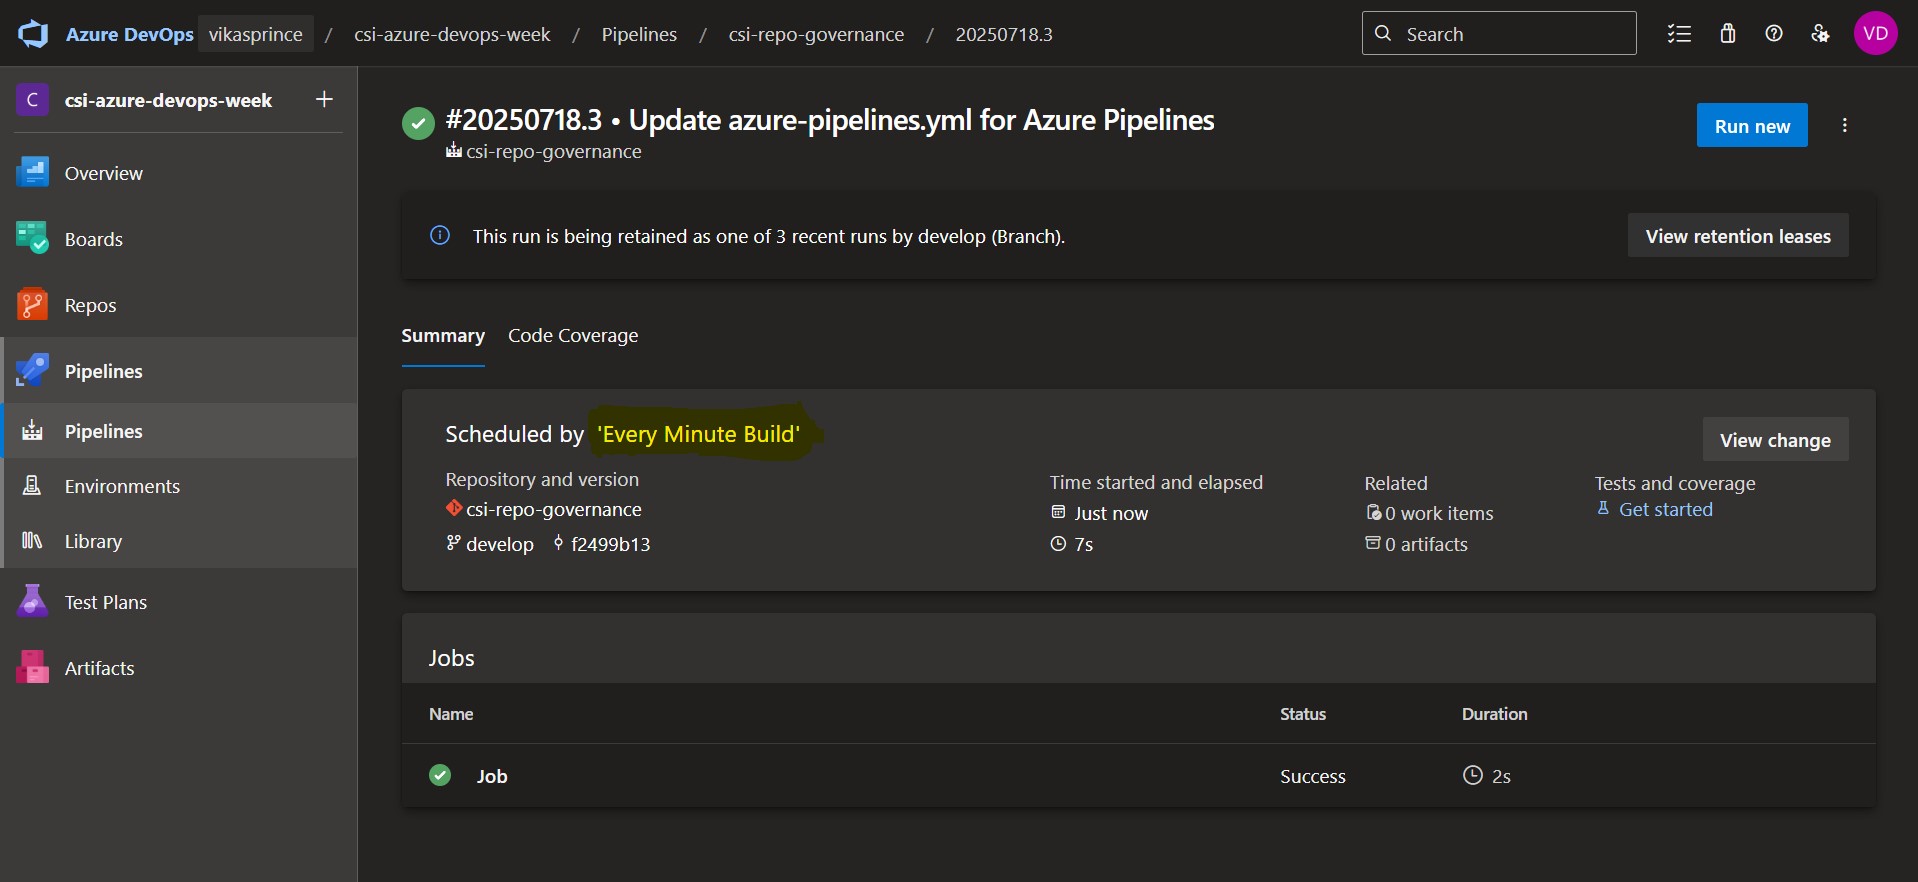 Azure DevOps vikasprince / csi-azure-devops-week / Pipelines / csi-repo-governance / 20250718.3
Search
VD
C csi-azure-devops-week +
Overview
Boards
Repos
Pipelines
Pipelines
Environments
Library
Test Plans
Artifacts
#20250718.3 • Update azure-pipelines.yml for Azure Pipelines
csi-repo-governance
Run new
This run is being retained as one of 3 recent runs by develop (Branch).
View retention leases
Summary Code Coverage
Scheduled by 'Every Minute Build'
View change
Repository and version
csi-repo-governance
develop f2499b13
Time started and elapsed
Just now
7s
Related
0 work items
0 artifacts
Tests and coverage
Get started
Jobs
Name Status Duration
Job Success 2s